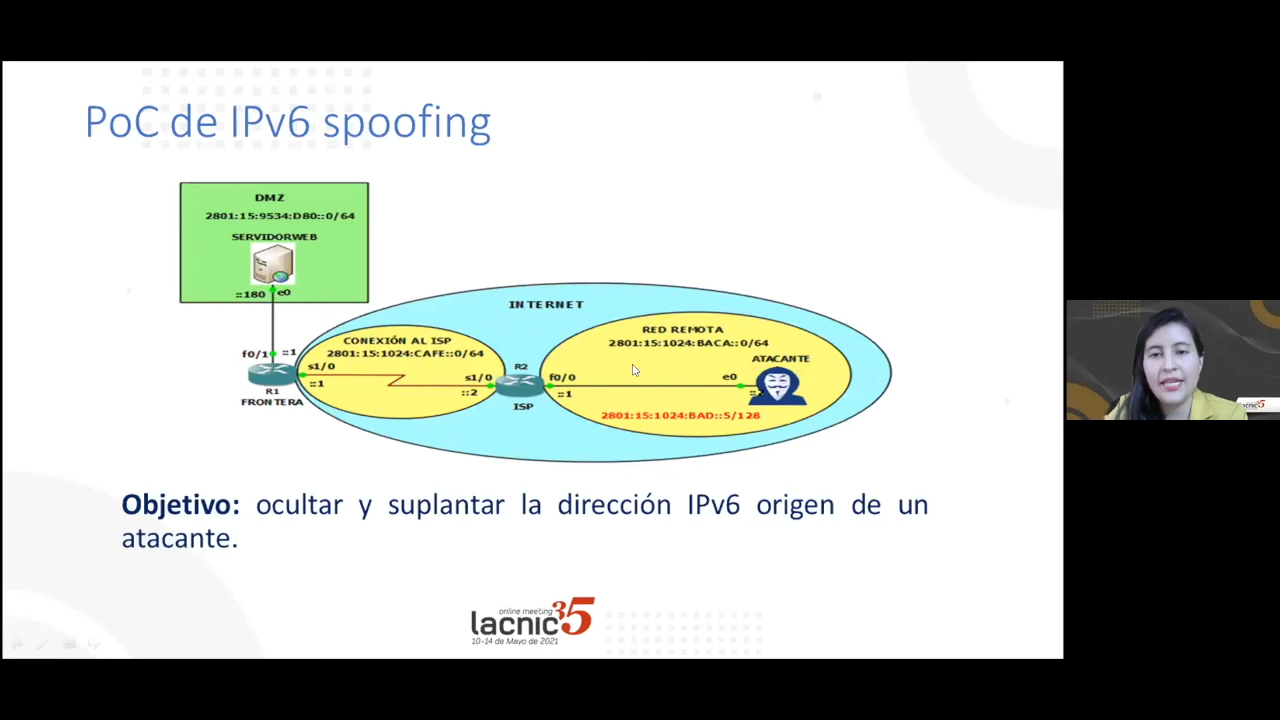 PoC de IPv6 spoofing
DMZ
2801:15:9534:D80::0/64
SERVIDORWEB
::180
e0
INTERNET
RED REMOTA
2801:15:1024:BACA::0/64
CONEXIÓN AL ISP
2801:15:1024:CAFE::0/64
ATACANTE
f0/1
::1
s1/0
::1
R1
FRONTERA
s1/0
::2
R2
ISP
f0/0
::1
e0
::2
2801:15:1024:BAD::5/128
Objetivo: ocultar y suplantar la dirección IPv6 origen de un
atacante.
online meeting
lacnic35
10-14 de Mayo de 2021
lacnic35